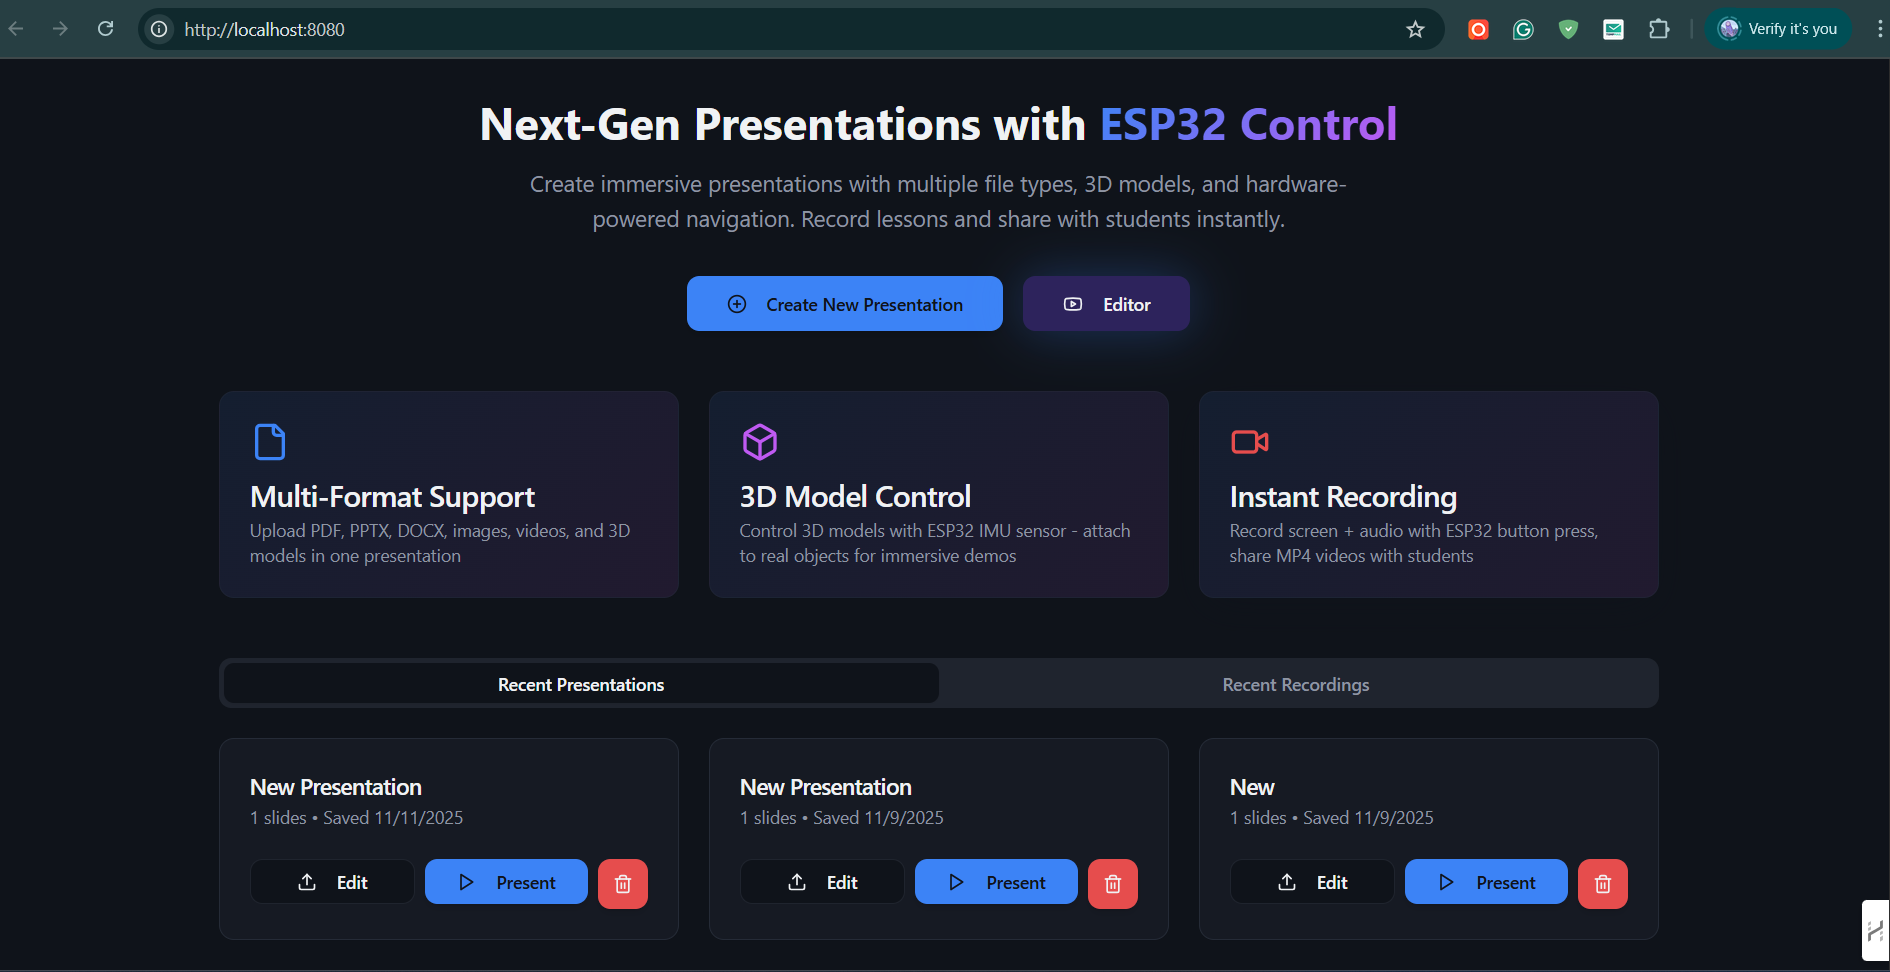 http://localhost:8080
Verify it's you
Next-Gen Presentations with ESP32 Control
Create immersive presentations with multiple file types, 3D models, and hardware-
powered navigation. Record lessons and share with students instantly.
Create New Presentation
Editor
Multi-Format Support
Upload PDF, PPTX, DOCX, images, videos, and 3D
models in one presentation
3D Model Control
Control 3D models with ESP32 IMU sensor - attach
to real objects for immersive demos
Instant Recording
Record screen + audio with ESP32 button press,
share MP4 videos with students
Recent Presentations
Recent Recordings
New Presentation
1 slides • Saved 11/11/2025
Edit
Present
New Presentation
1 slides • Saved 11/9/2025
Edit
Present
New
1 slides • Saved 11/9/2025
Edit
Present